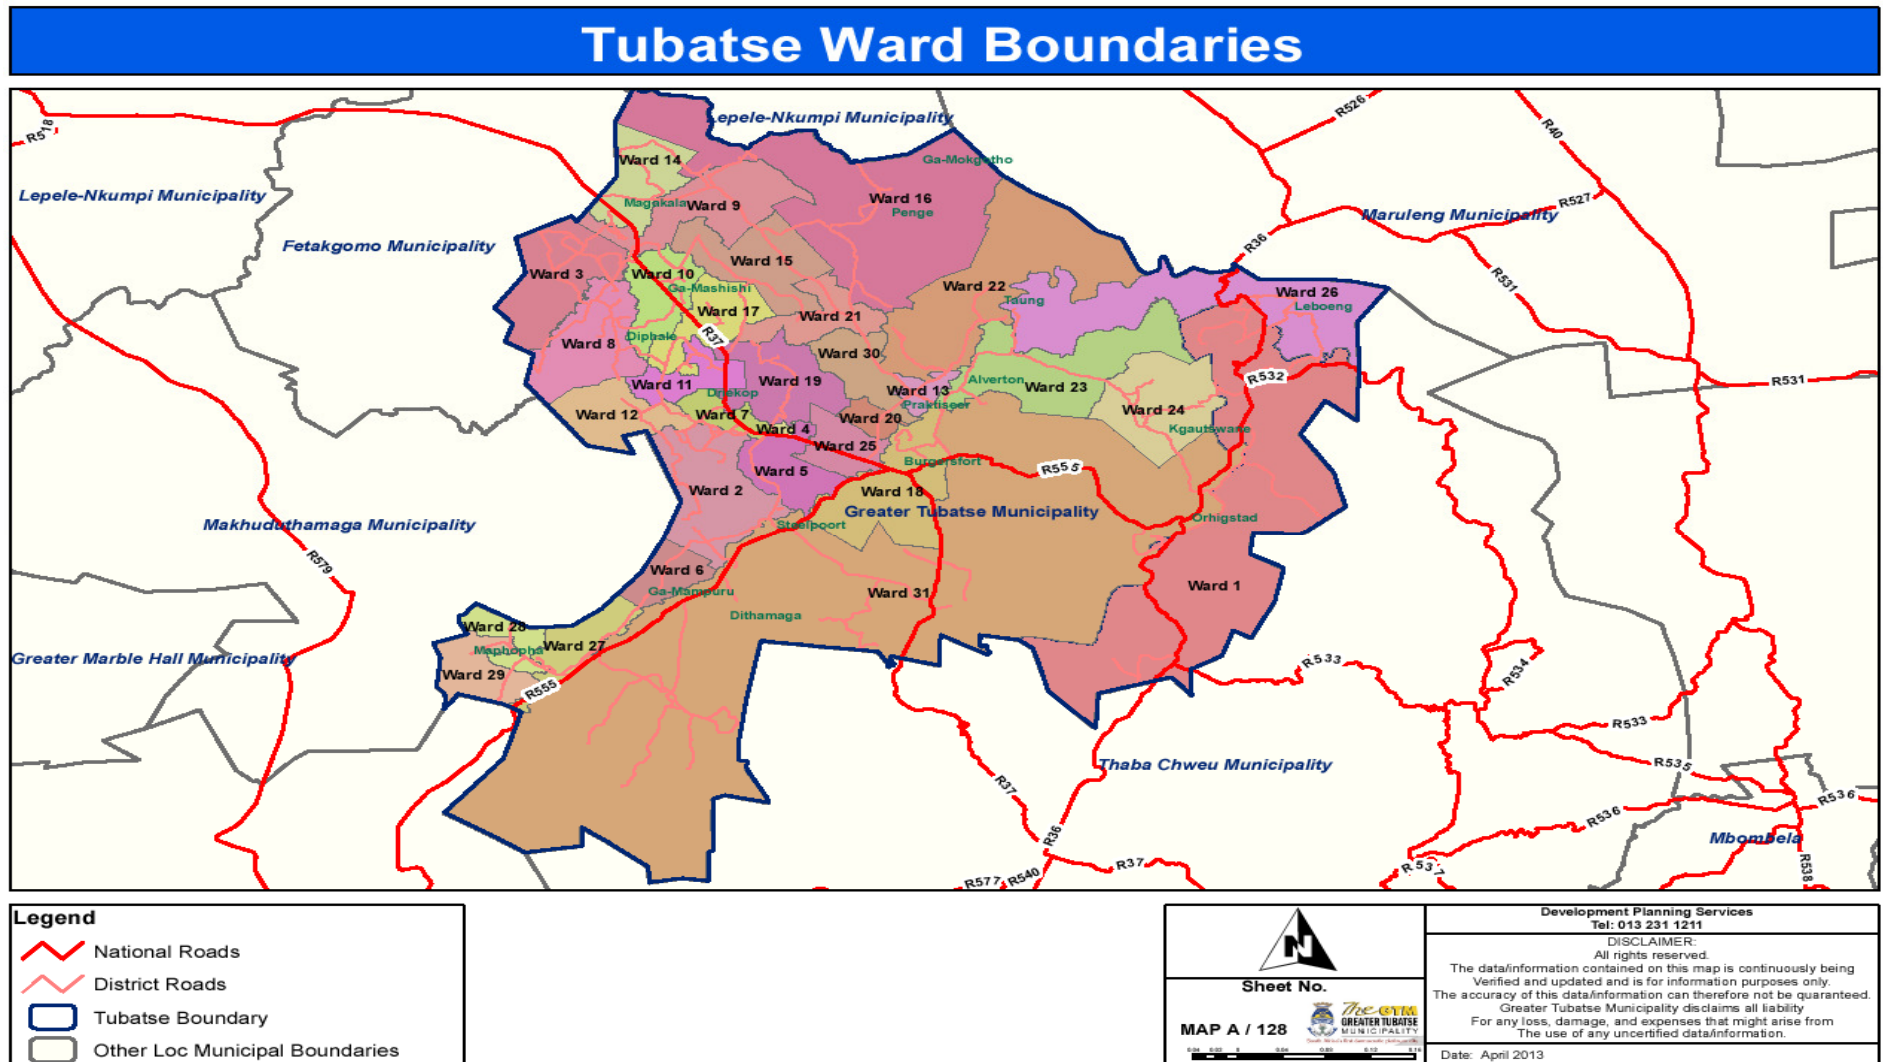 Tubatse Ward Boundaries
Lepele-Nkumpi Municipality
R526
R40
R518
Ward 14
Ga-Mokgotho
Lepele-Nkumpi Municipality
Magakala
Ward 9
Ward 16
Penge
R527
Maruleng Municipality
Fetakgomo Municipality
R36
Ward 3
Ward 10
Ward 15
Ga-Mashishi
Ward 22
R531
Ward 26
Taung
Leboeng
Ward 17
Ward 21
Diphale
R37
Ward 8
Ward 30
R532
R531
Ward 11
Ward 19
Driekop
Ward 13
Alverton
Ward 23
Praktiseer
Ward 12
Ward 7
Ward 20
Ward 24
Ward 4
Kgautswane
Ward 25
Burgersfort
R555
Ward 5
Ward 2
Ward 18
Greater Tubatse Municipality
Steelpoort
Orhigstad
Makhuduthamaga Municipality
R579
Ward 6
Ga-Mampuru
Ward 31
Ward 1
Dithamaga
Ward 28
Ward 27
Maphopha
Greater Marble Hall Municipality
Ward 29
R555
R533
R534
R533
Thaba Chweu Municipality
R535
R37
R536
R536
R36
Mbombela
R37
R577
R540
R537
R538
Legend
National Roads
District Roads
Tubatse Boundary
Other Loc Municipal Boundaries
N
Sheet No.
MAP A / 128
The GTM
GREATER TUBATSE
MUNICIPALITY
Development Planning Services
Tel: 013 231 1211
DISCLAIMER:
All rights reserved.
The data/information contained on this map is continuously being
Verified and updated and is for information purposes only.
The accuracy of this data/information can therefore not be quaranteed.
Greater Tubatse Municipality disclaims all liability
For any loss, damage, and expenses that might arise from
The use of any uncertified data/information.
Date: April 2013